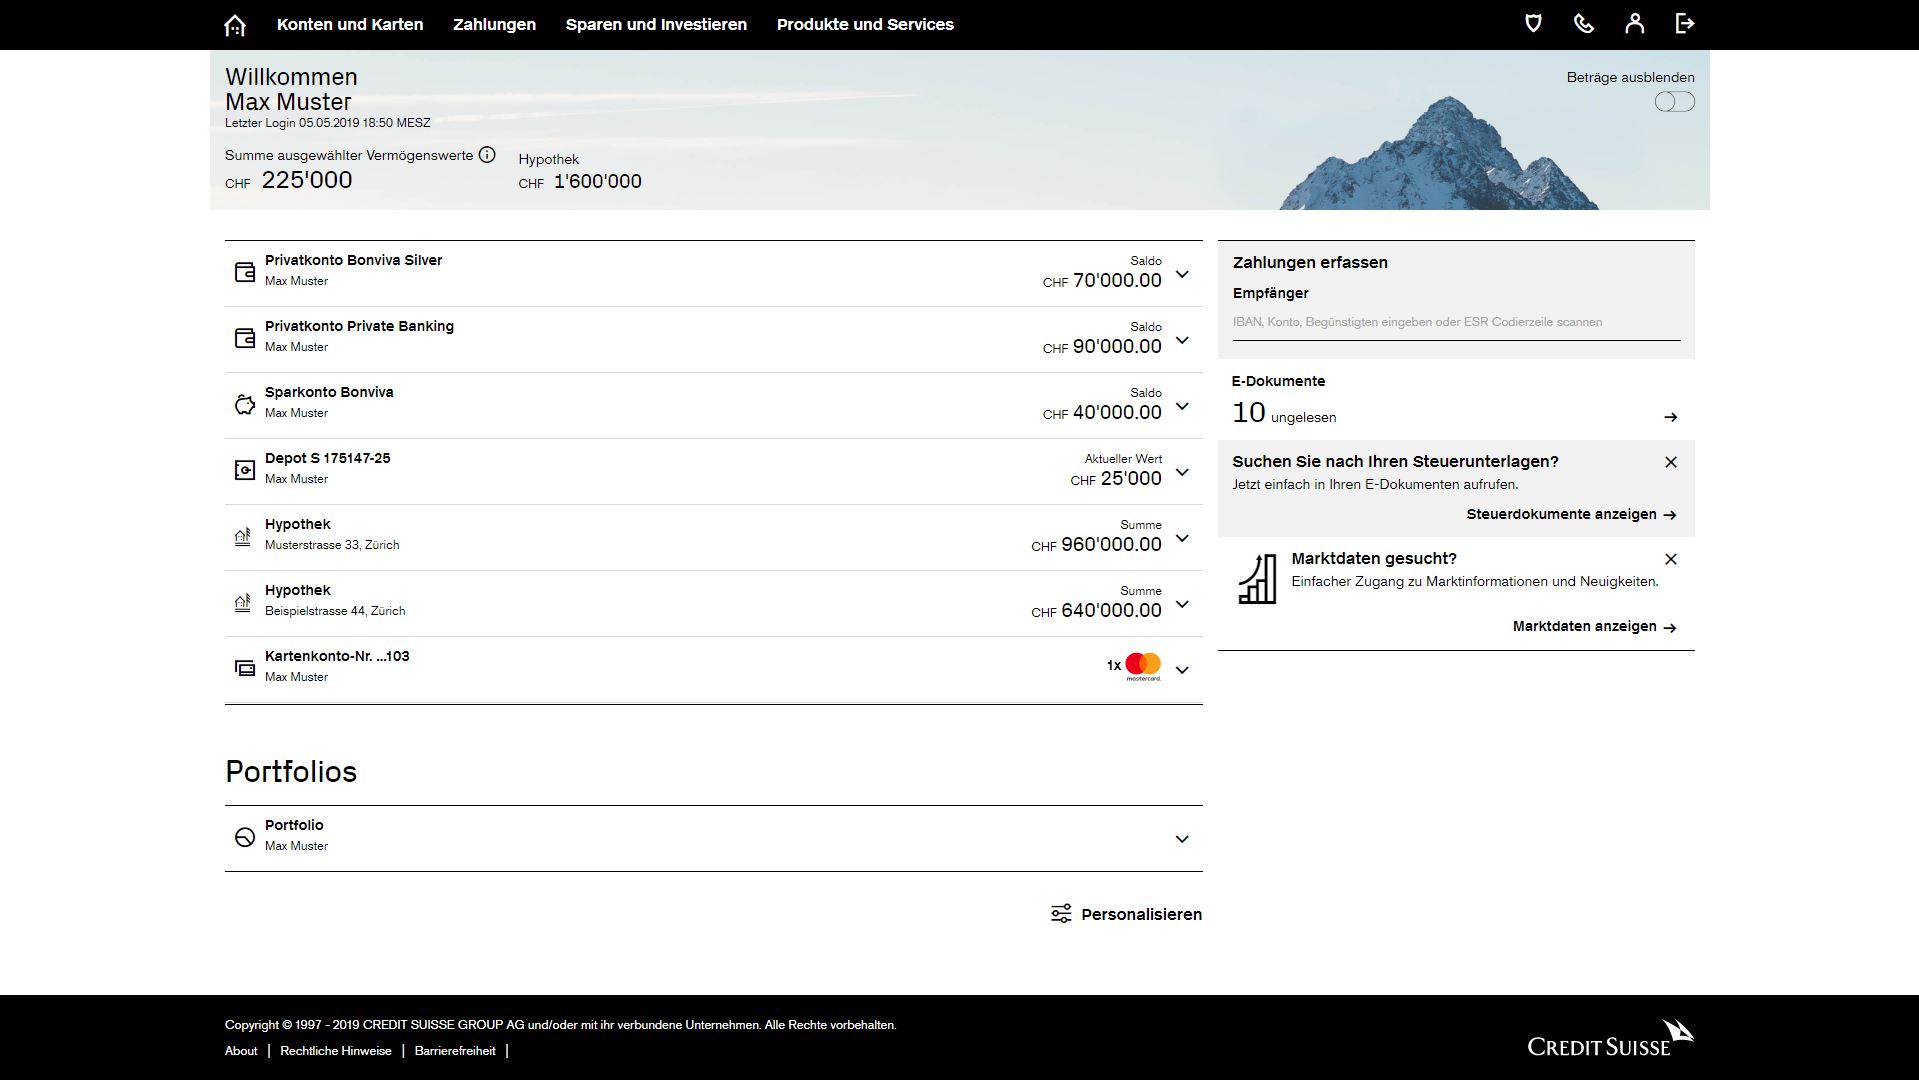 Konten und Karten Zahlungen Sparen und Investieren Produkte und Services
Willkommen
Max Muster
Letzter Login 05.05.2019 18:50 MESZ
Beträge ausblenden
Summe ausgewählter Vermögenswerte
CHF 225'000
Hypothek
CHF 1'600'000
Privatkonto Bonviva Silver
Max Muster
Saldo
CHF 70'000.00
Privatkonto Private Banking
Max Muster
Saldo
CHF 90'000.00
Sparkonto Bonviva
Max Muster
Saldo
CHF 40'000.00
Depot S 175147-25
Max Muster
Aktueller Wert
CHF 25'000
Hypothek
Musterstrasse 33, Zürich
Summe
CHF 960'000.00
Hypothek
Beispielstrasse 44, Zürich
Summe
CHF 640'000.00
Kartenkonto-Nr. ...103
Max Muster
1x
mastercard.
Portfolios
Portfolio
Max Muster
Personalisieren
Zahlungen erfassen
Empfänger
IBAN, Konto, Begünstigten eingeben oder ESR Codierzeile scannen
E-Dokumente
10 ungelesen
Suchen Sie nach Ihren Steuerunterlagen?
Jetzt einfach in Ihren E-Dokumenten aufrufen.
Steuerdokumente anzeigen
Marktdaten gesucht?
Einfacher Zugang zu Marktinformationen und Neuigkeiten.
Marktdaten anzeigen
Copyright © 1997 - 2019 CREDIT SUISSE GROUP AG und/oder mit ihr verbundene Unternehmen. Alle Rechte vorbehalten.
About | Rechtliche Hinweise | Barrierefreiheit |
CREDIT SUISSE